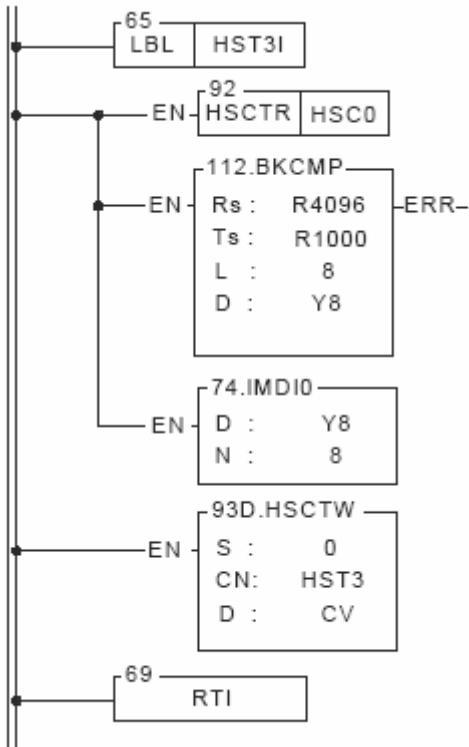 65
LBL HST3I
92
EN HSCTR HSC0
112.BKCMP
EN Rs : R4096 ERR
Ts : R1000
L : 8
D : Y8
74.IMDI0
EN D : Y8
N : 8
93D.HSCTW
EN S : 0
CN: HST3
D : CV
69
RTI